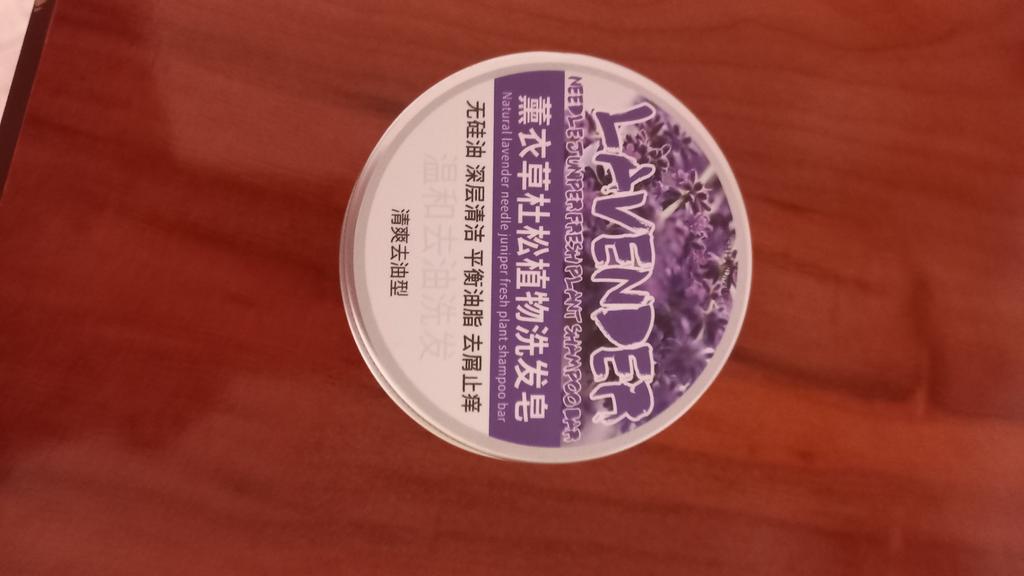 LAVENDER
NEEDLE JUNIPER FRESH PLANT SHAMPOO BAR
薰衣草杜松植物洗发皂
Natural lavender needle juniper fresh plant shampoo bar
无硅油 深层清洁 平衡油脂 去屑止痒
温和去油洗发
清爽去油型